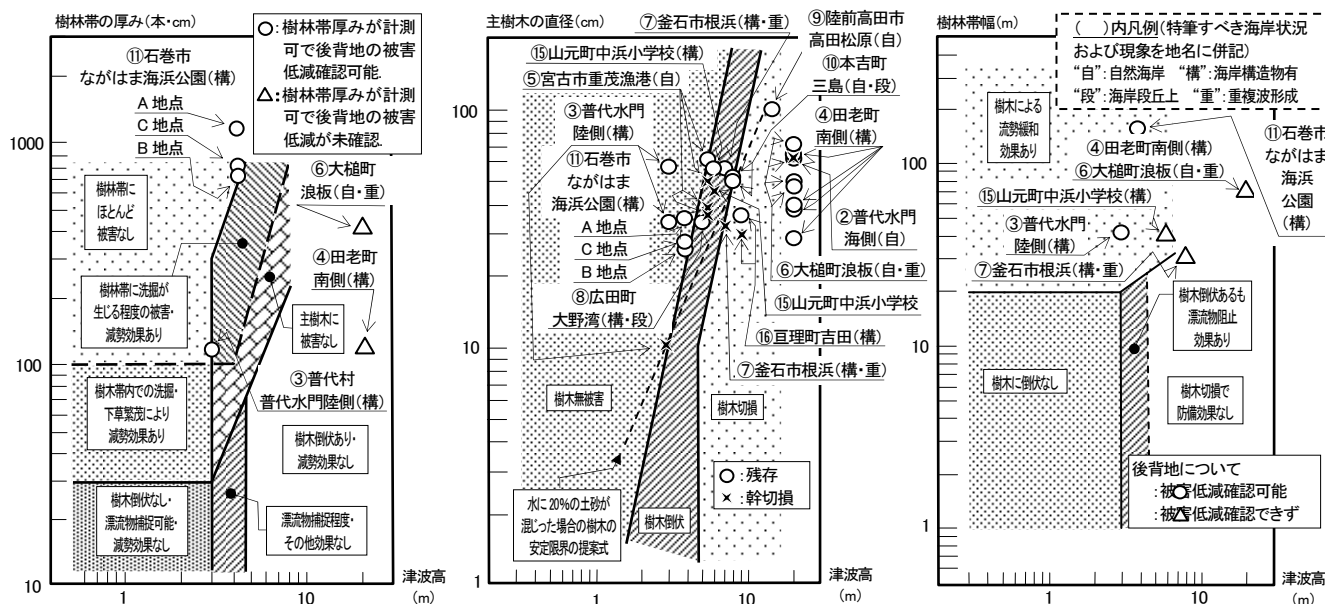 樹林帯の厚み(本・cm)
⑪石巻市
ながはま海浜公園(構)
A 地点
C 地点
B 地点
○:樹林帯厚みが計測
可で後背地の被害
低減確認可能.
△:樹林帯厚みが計測
可で後背地の被害
低減が未確認.
⑥大槌町
浪板(自・重)
④田老町
南側(構)
樹林帯に
ほとんど
被害なし
樹林帯に洗掘が
生じる程度の被害・
減勢効果あり
主樹木に
被害なし
③普代村
普代水門陸側(構)
樹木帯内での洗掘・
下草繁茂により
減勢効果あり
樹木倒伏あり・
減勢効果なし
樹木倒伏なし・
漂流物捕捉可能・
減勢効果なし
漂流物捕捉程度・
その他効果なし
1000
100
10
1
10
津波高
(m)
主樹木の直径(cm)
⑦釜石市根浜(構・重)
⑮山元町中浜小学校(構)
⑤宮古市重茂漁港(自)
③普代水門
陸側(構)
⑪石巻市
ながはま
海浜公園(構)
A 地点
C 地点
B 地点
⑧広田町
大野湾(構・段)
⑨陸前高田市
高田松原(自)
⑩本吉町
三島(自・段)
④田老町
南側(構)
②普代水門
海側(自)
⑥大槌町浪板(自・重)
⑮山元町中浜小学校
⑯亘理町吉田(構)
⑦釜石市根浜(構・重)
樹木無被害
樹木切損
樹木倒伏
水に 20%の土砂が
混じった場合の樹木の
安定限界の提案式
○:残存
×:幹切損
100
10
1
1
10
津波高
(m)
樹林帯幅(m)
( )内凡例(特筆すべき海岸状況
および現象を地名に併記)
“自”:自然海岸 “構”:海岸構造物有
“段”:海岸段丘上 “重”:重複波形成
樹木による
流勢緩和
効果あり
④田老町南側(構)
⑥大槌町浪板(自・重)
⑮山元町中浜小学校(構)
③普代水門・
陸側(構)
⑦釜石市根浜(構・重)
⑪石巻市
ながはま
海浜
公園
(構)
樹木倒伏あるも
漂流物阻止
効果あり
樹木に倒伏なし
樹木切損で
防備効果なし
後背地について
○:被害低減確認可能
△:被害低減確認できず
100
10
1
1
10
津波高
(m)